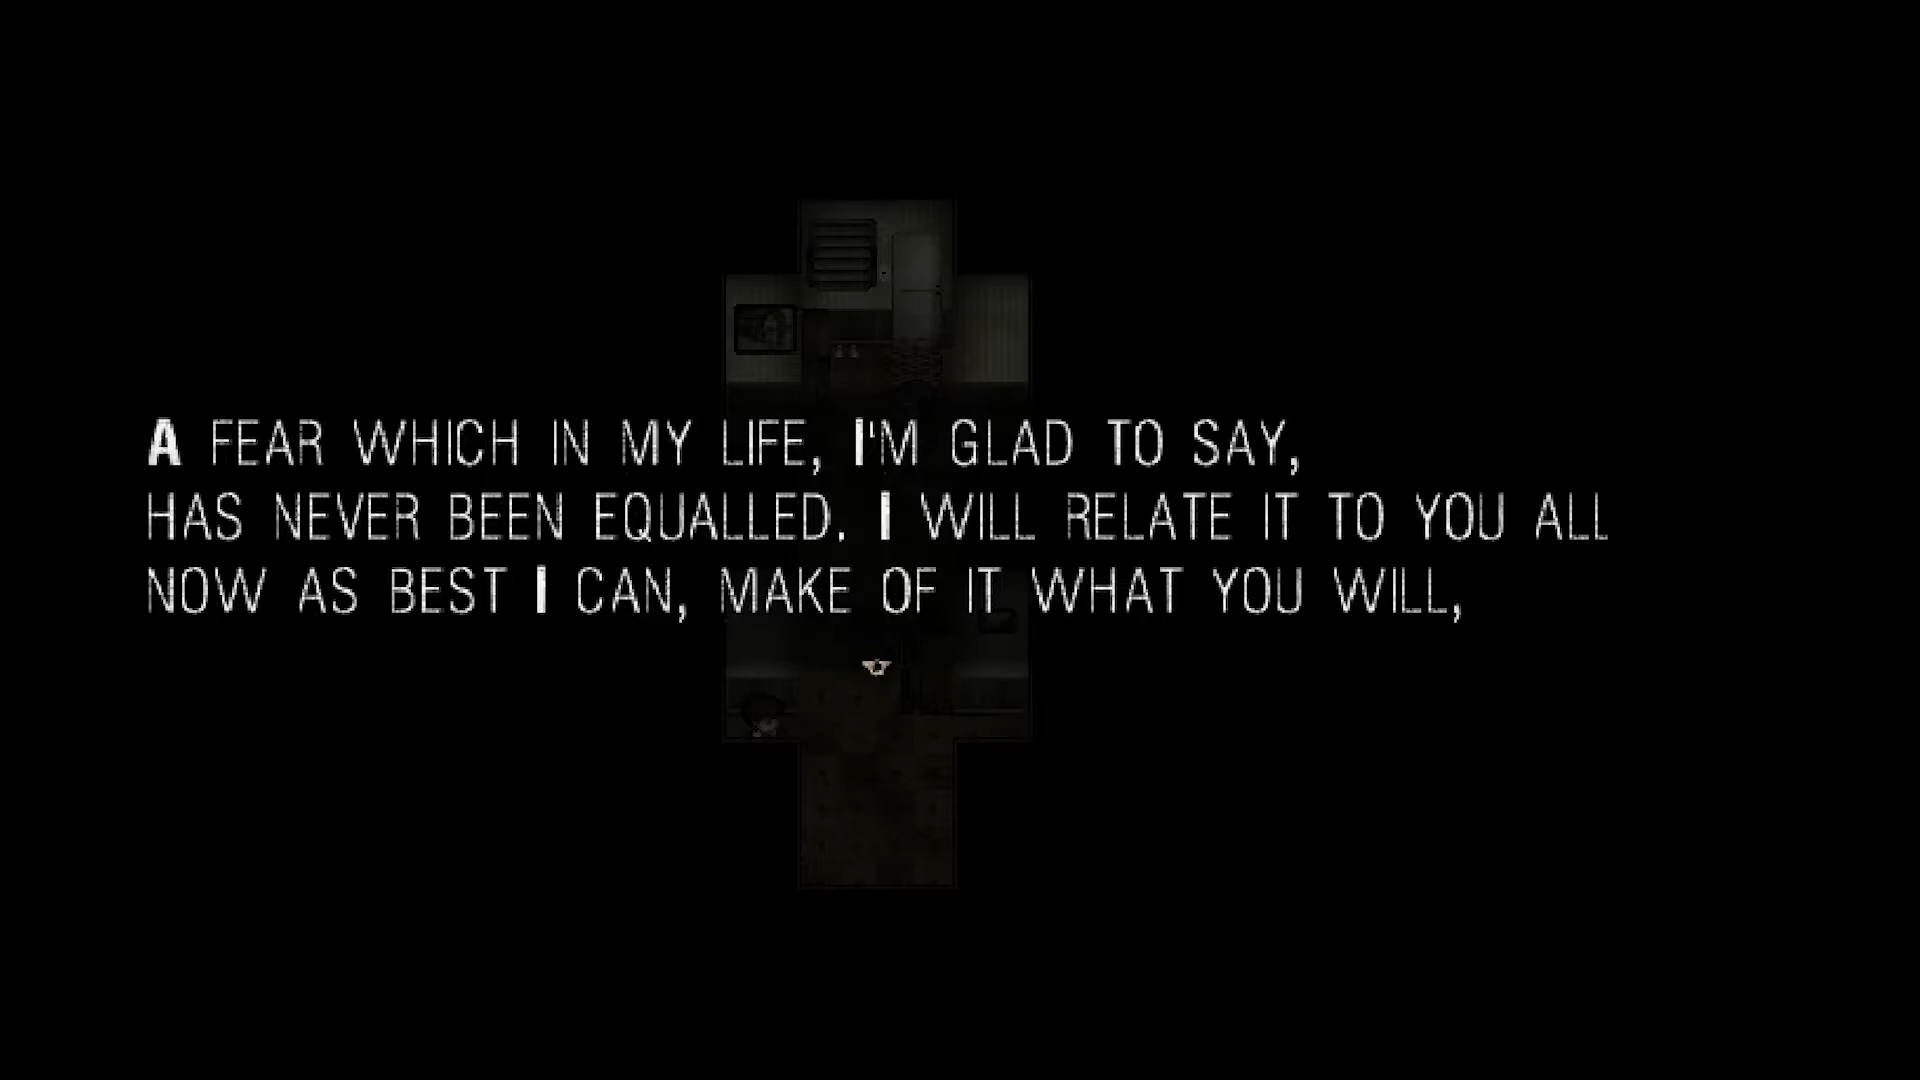 A FEAR WHICH IN MY LIFE, I'M GLAD TO SAY,
HAS NEVER BEEN EQUALLED. I WILL RELATE IT TO YOU ALL
NOW AS BEST I CAN, MAKE OF IT WHAT YOU WILL,